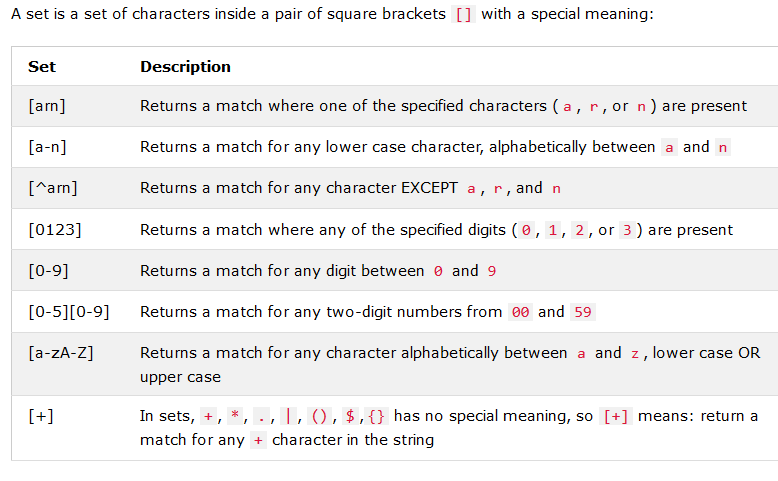 A set is a set of characters inside a pair of square brackets [] with a special meaning:
Set Description
[arn] Returns a match where one of the specified characters ( a , r , or n ) are present
[a-n] Returns a match for any lower case character, alphabetically between a and n
[^arn] Returns a match for any character EXCEPT a , r , and n
[0123] Returns a match where any of the specified digits ( 0 , 1 , 2 , or 3 ) are present
[0-9] Returns a match for any digit between 0 and 9
[0-5][0-9] Returns a match for any two-digit numbers from 00 and 59
[a-zA-Z] Returns a match for any character alphabetically between a and z , lower case OR
upper case
[+] In sets, + , * , . , | , () , $ , {} has no special meaning, so [+] means: return a
match for any + character in the string